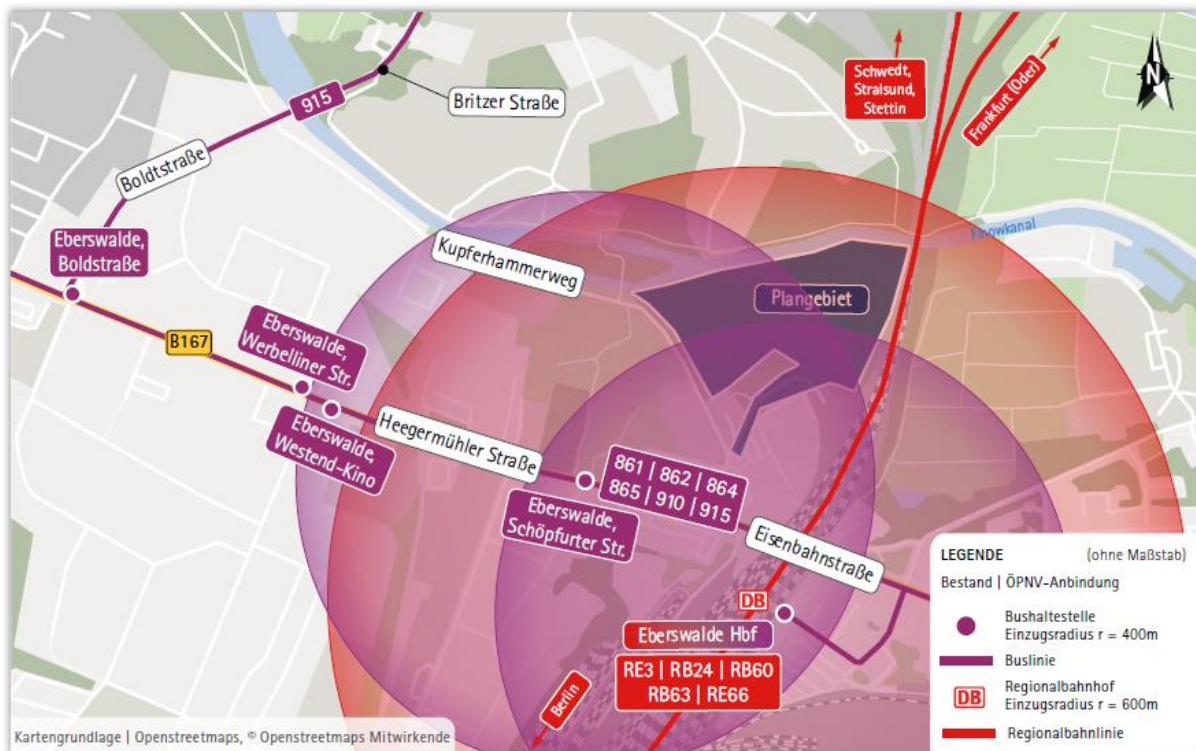 915
Britzer Straße
Schwedt,
Stralsund,
Stettin
Frankfurt (Oder)
N
Boldtstraße
Eberswalde,
Boldstraße
Kupferhammerweg
Finowkanal
Plangebiet
B167
Eberswalde,
Werbelliner Str.
Eberswalde,
Westend-Kino
Heegermühler Straße
861 | 862 | 864
865 | 910 | 915
Eberswalde,
Schöpfurter Str.
Eisenbahnstraße
DB
Eberswalde Hbf
RE3 | RB24 | RB60
RB63 | RE66
Berlin
LEGENDE (ohne Maßstab)
Bestand | ÖPNV-Anbindung
Bushaltestelle
Einzugsradius r = 400m
Buslinie
DB Regionalbahnhof
Einzugsradius r = 600m
Regionalbahnlinie
Kartengrundlage | Openstreetmaps, © Openstreetmaps Mitwirkende